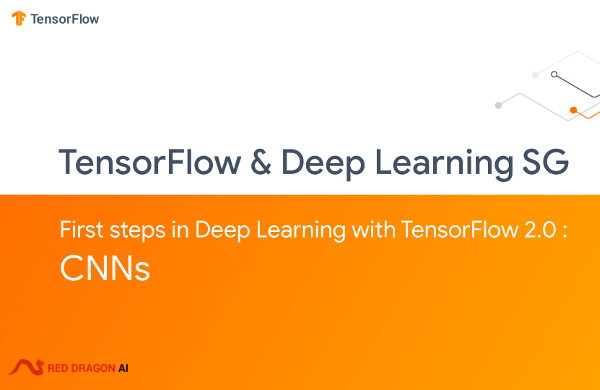 TensorFlow
TensorFlow & Deep Learning SG
First steps in Deep Learning with TensorFlow 2.0 :
CNNs
RED DRAGON AI